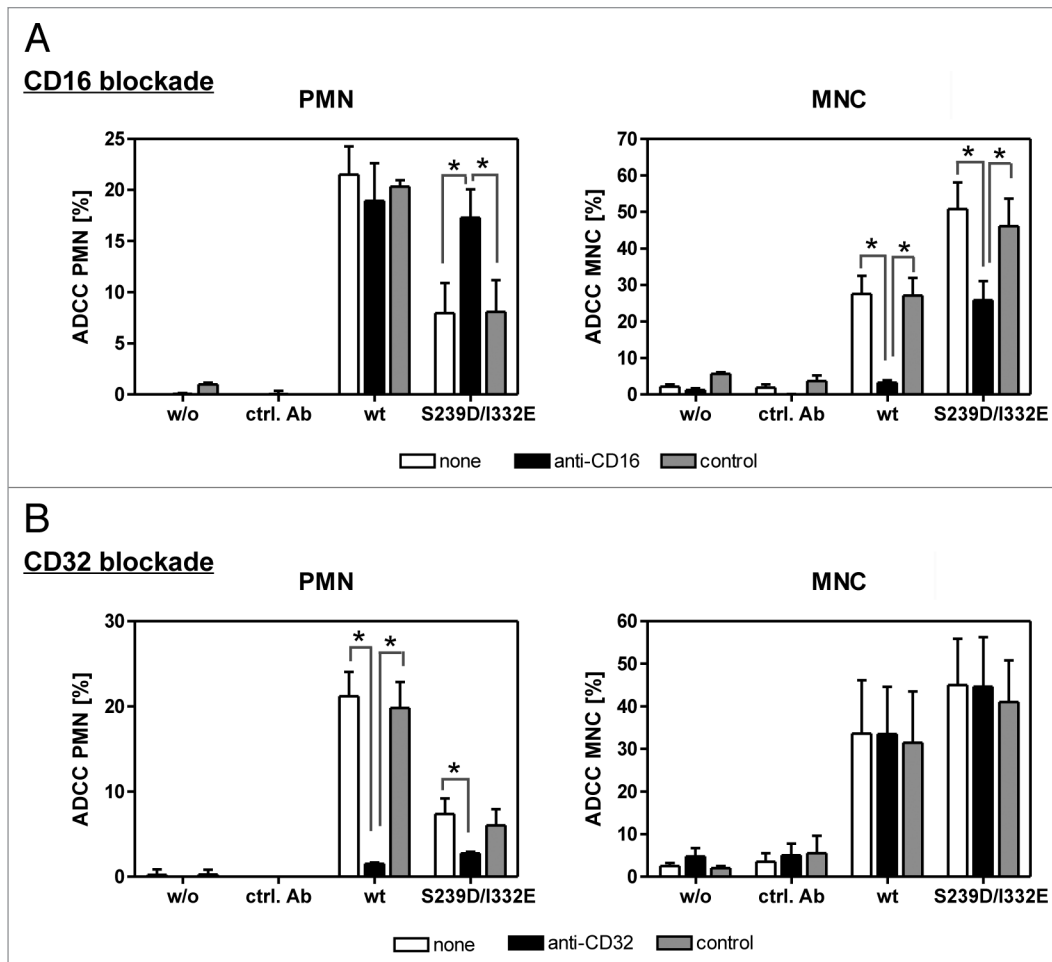 A
CD16 blockade
PMN
MNC
ADCC PMN [%]
25
20
15
10
5
0
* *
w/o ctrl. Ab wt S239D/I332E
ADCC MNC [%]
70
60
50
40
30
20
10
0
* * * *
w/o ctrl. Ab wt S239D/I332E
none anti-CD16 control
B
CD32 blockade
PMN
MNC
ADCC PMN [%]
30
20
10
0
* * *
w/o ctrl. Ab wt S239D/I332E
ADCC MNC [%]
60
50
40
30
20
10
0
w/o ctrl. Ab wt S239D/I332E
none anti-CD32 control